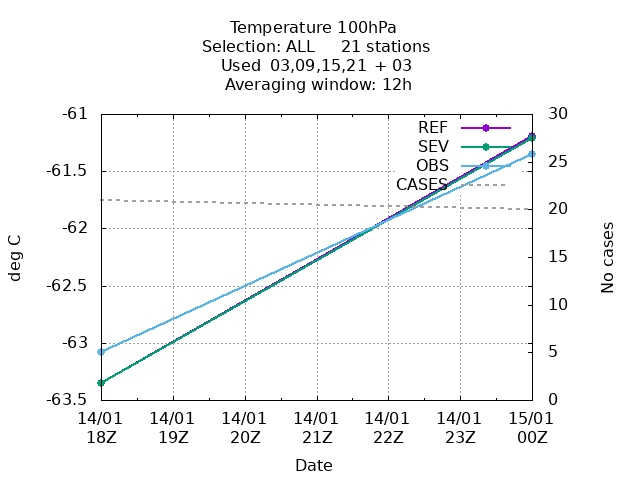 Temperature 100hPa
Selection: ALL 21 stations
Used 03,09,15,21 + 03
Averaging window: 12h
-61
-61.5
-62
-62.5
-63
-63.5
deg C
30
25
20
15
10
5
0
No cases
REF
SEV
OBS
CASES
14/01 14/01 14/01 14/01 14/01 14/01 15/01
18Z 19Z 20Z 21Z 22Z 23Z 00Z
Date